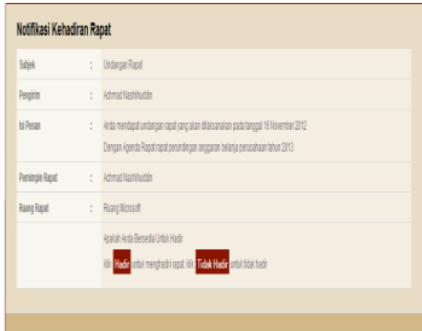 Notifikasi Kehadiran Rapat
Subjek : Undangan Rapat
Pengirim : Achmad Nashihuddin
Isi Pesan : Anda mendapat undangan rapat yang akan dilaksanakan pada tanggal 16 November 2012
Dengan Agenda Rapat rapat perundingan anggaran belanja perusahaan tahun 2013
Pemimpin Rapat : Achmad Nashihuddin
Ruang Rapat : Ruang Microsoft
Apakah Anda Bersedia Untuk Hadir
klik Hadir untuk menghadiri rapat. klik Tidak Hadir untuk tidak hadir